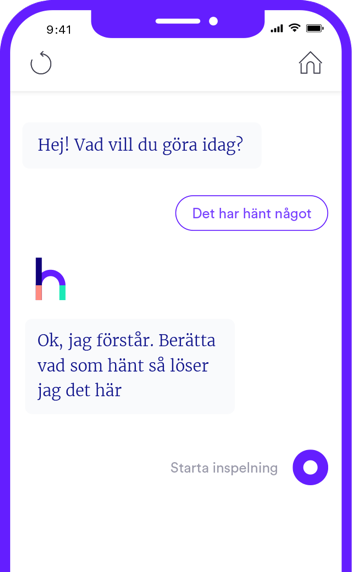 9:41
Hej! Vad vill du göra idag?
Det har hänt något
h
Ok, jag förstår. Berätta
vad som hänt så löser
jag det här
Starta inspelning